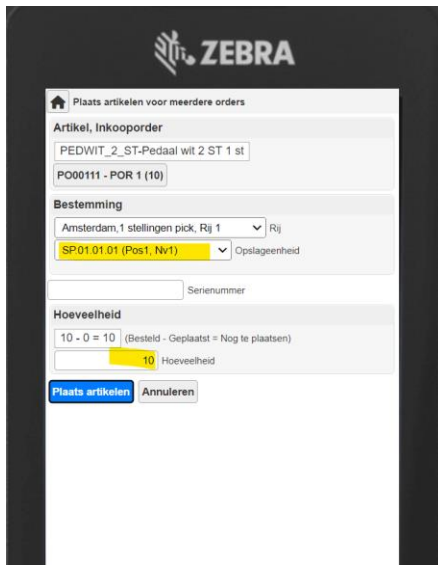 ZEBRA
Plaats artikelen voor meerdere orders
Artikel, Inkooporder
PEDWIT_2_ST-Pedaal wit 2 ST 1 st
PO00111 - POR 1 (10)
Bestemming
Amsterdam,1 stellingen pick, Rij 1 Rij
SP.01.01.01 (Pos1, Nv1) Opslageenheid
Serienummer
Hoeveelheid
10 - 0 = 10 (Besteld - Geplaatst = Nog te plaatsen)
10 Hoeveelheid
Plaats artikelen Annuleren